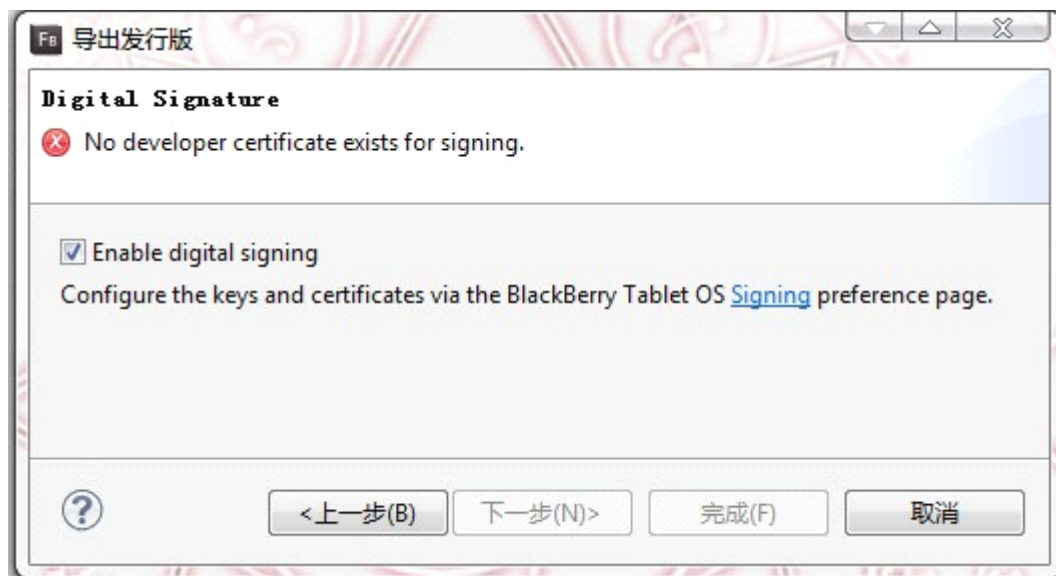 FB 导出发行版
Digital Signature
No developer certificate exists for signing.
Enable digital signing
Configure the keys and certificates via the BlackBerry Tablet OS Signing preference page.
? <上一步(B) 下一步(N)> 完成(F) 取消